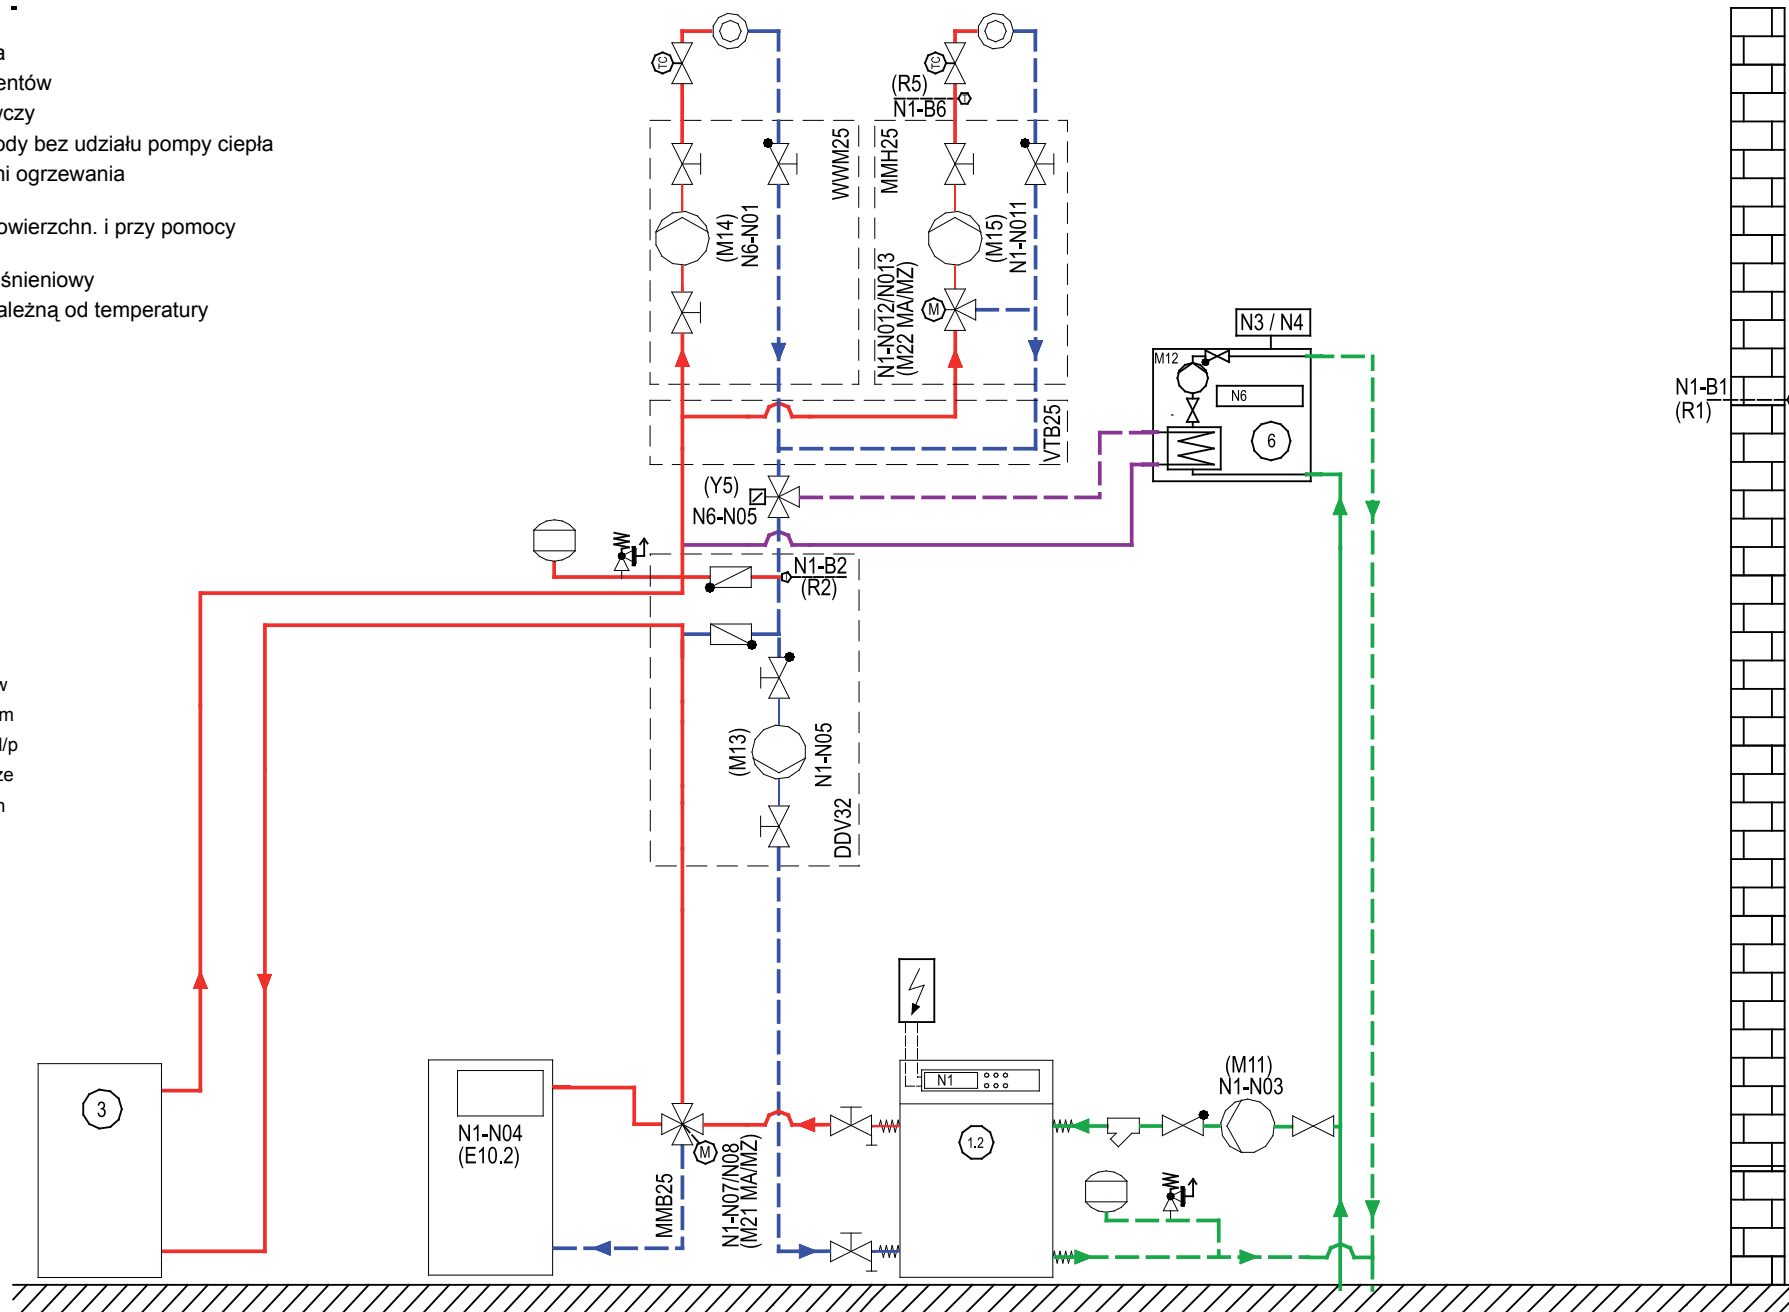 -
a
entów
wczy
ody bez udziału pompy ciepła
ni ogrzewania
owierzchn. i przy pomocy
śnieniowy
ależną od temperatury
w
m
l/p
ze
n
TC
TC
(R5)
N1-B6
WWM25
MMH25
(M14)
N6-N01
(M15)
N1-N011
N1-N012/N013
(M22 MA/MZ)
M
VTB25
N3 / N4
M12
N6
6
N1-B1
(R1)
(Y5)
N6-N05
N1-B2
(R2)
(M13)
N1-N05
DDV32
3
N1-N04
(E10.2)
MMB25
M
N1-N07/N08
(M21 MA/MZ)
N1
1.2
(M11)
N1-N03